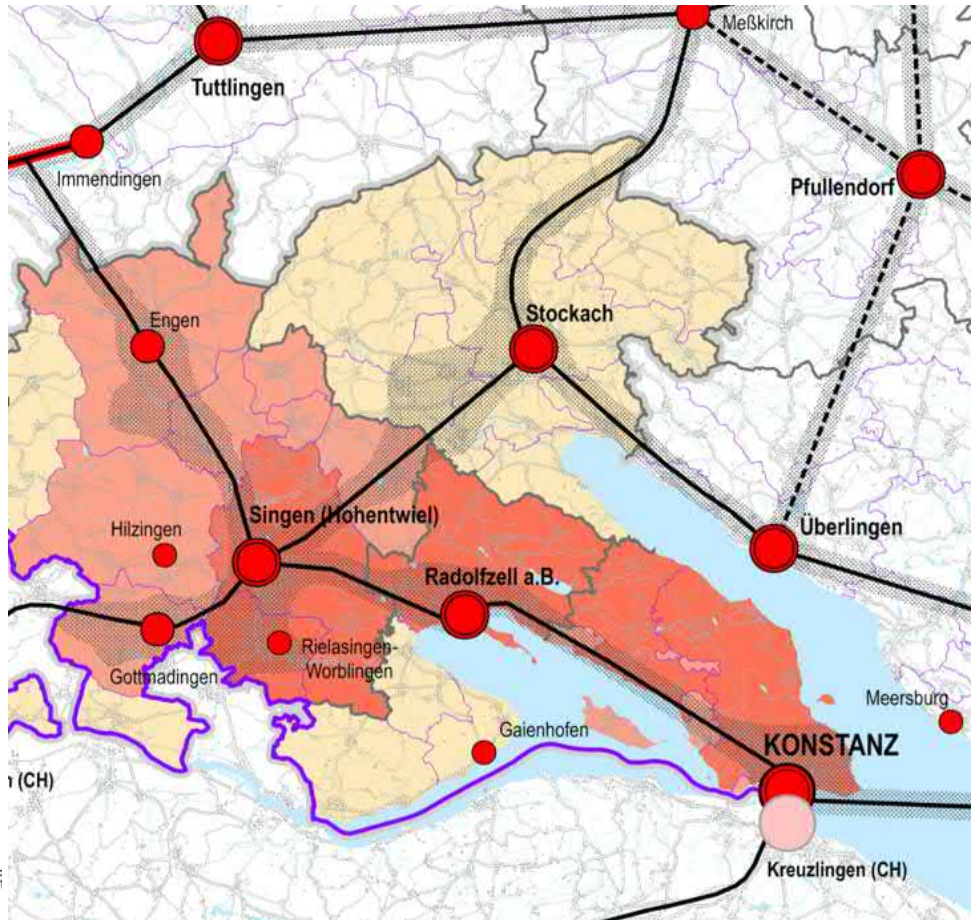 Meßkirch
Tuttlingen
Immendingen
Pfullendorf
Stockach
Engen
Singen (Hohentwiel)
Überlingen
Hilzingen
Radolfzell a.B.
Rielasingen-
Worblingen
Gottmadingen
Meersburg
Gaienhofen
KONSTANZ
(CH)
Kreuzlingen (CH)